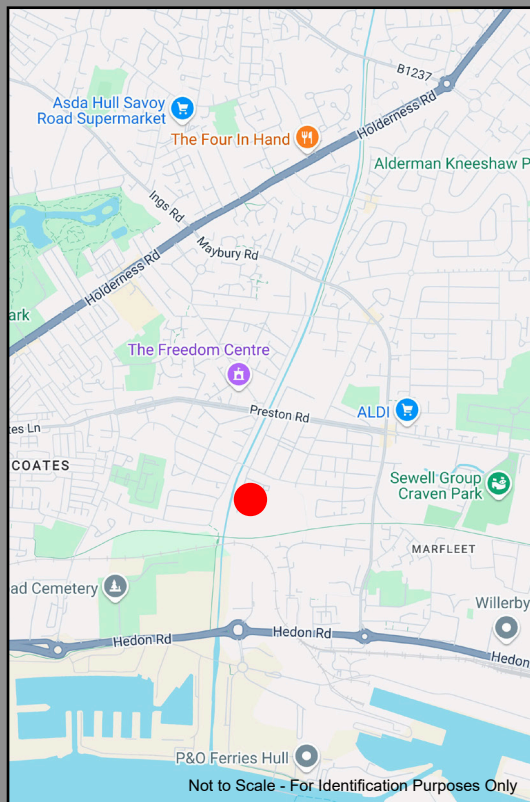 B1237
Asda Hull Savoy
Road Supermarket
Holderness Rd
The Four In Hand
Alderman Kneeshaw P
Ings Rd
Maybury Rd
Holderness Rd
ark
The Freedom Centre
Preston Rd
ALDI
es Ln
COATES
Sewell Group
Craven Park
MARFLEET
ad Cemetery
Willerby
Hedon Rd
Hedon Rd
Hedon
P&O Ferries Hull
Not to Scale - For Identification Purposes Only